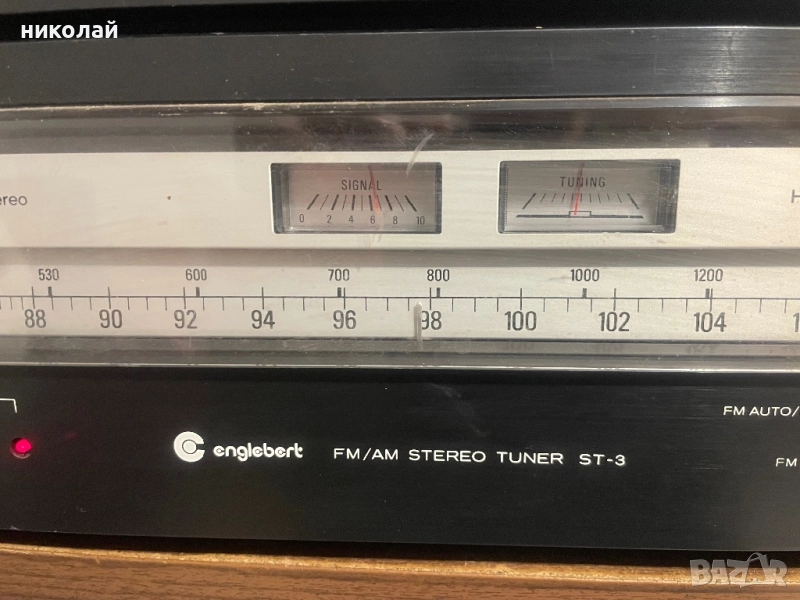 николай
SIGNAL
0 2 4 6 8 10
TUNING
530 600 700 800 1000 1200
88 90 92 94 96 98 100 102 104
FM AUTO/
englebert FM/AM STEREO TUNER ST-3
FM
BAZAR